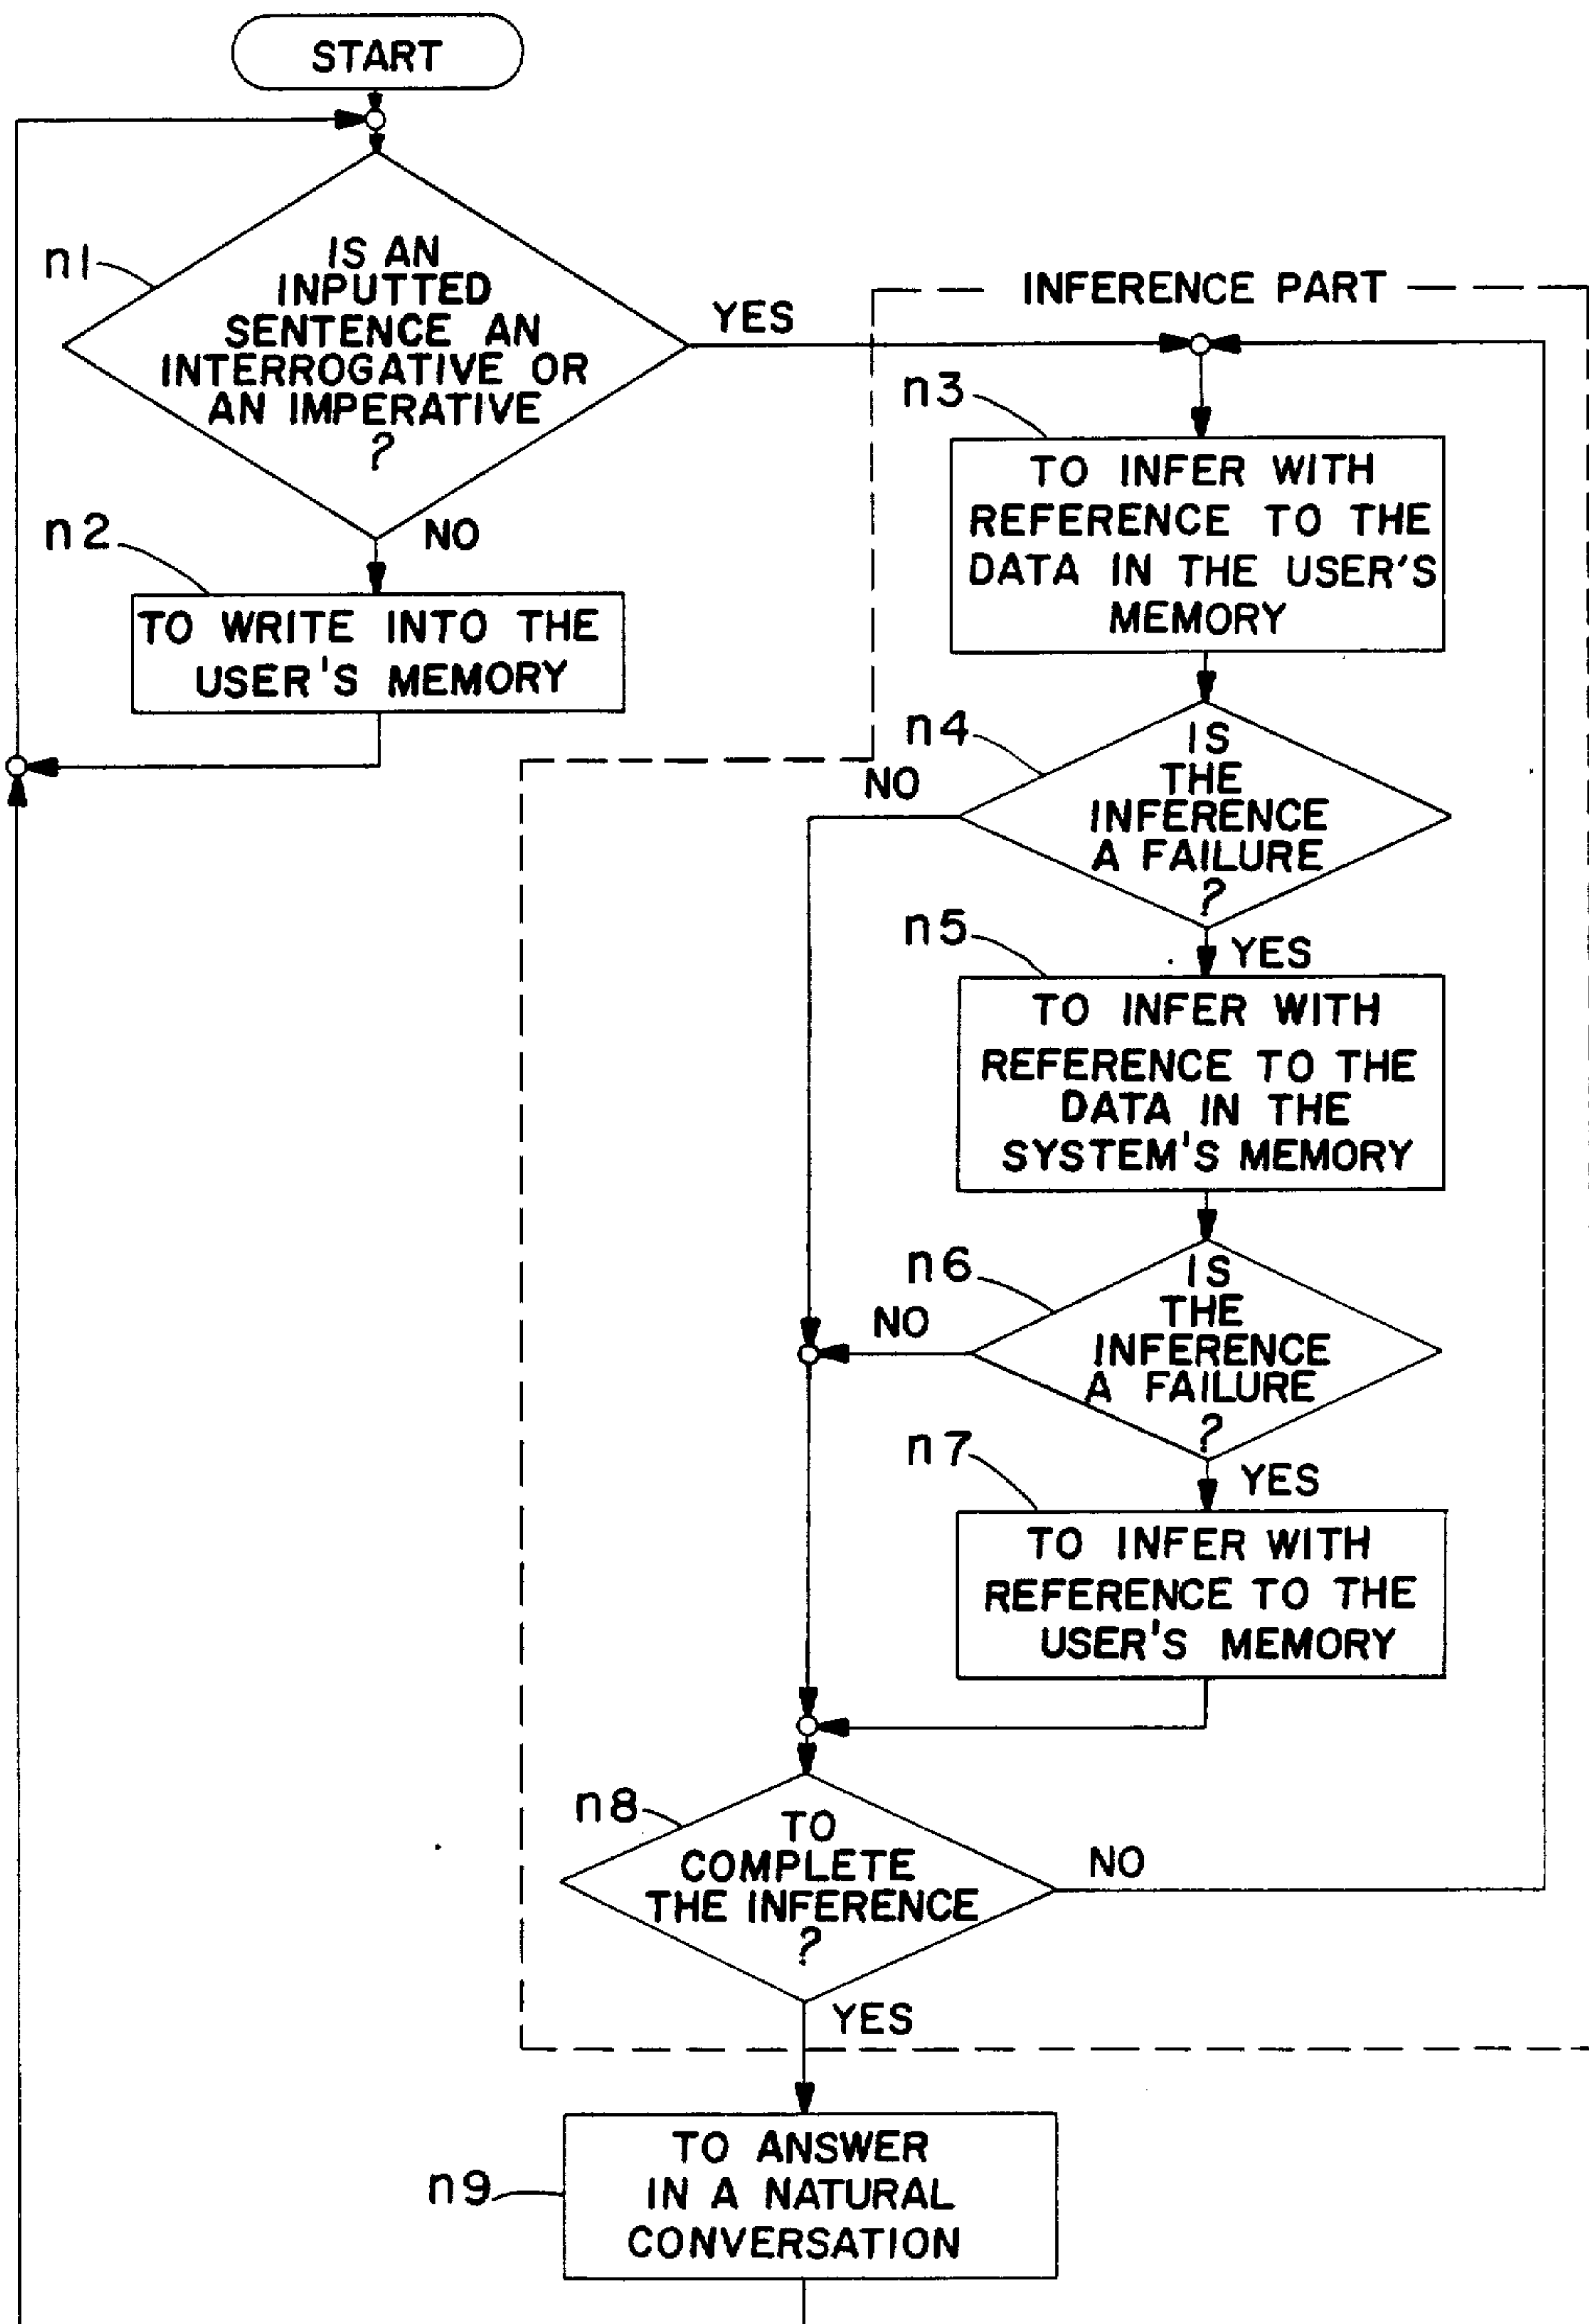 START
n1
IS AN
INPUTTED
SENTENCE AN
INTERROGATIVE OR
AN IMPERATIVE
?
YES
NO
n2
TO WRITE INTO THE
USER'S MEMORY
INFERENCE PART
n3
TO INFER WITH
REFERENCE TO THE
DATA IN THE USER'S
MEMORY
n4
IS
THE
INFERENCE
A FAILURE
?
NO
YES
n5
TO INFER WITH
REFERENCE TO THE
DATA IN THE
SYSTEM'S MEMORY
n6
IS
THE
INFERENCE
A FAILURE
?
NO
YES
n7
TO INFER WITH
REFERENCE TO THE
USER'S MEMORY
n8
TO
COMPLETE
THE INFERENCE
?
NO
YES
n9
TO ANSWER
IN A NATURAL
CONVERSATION